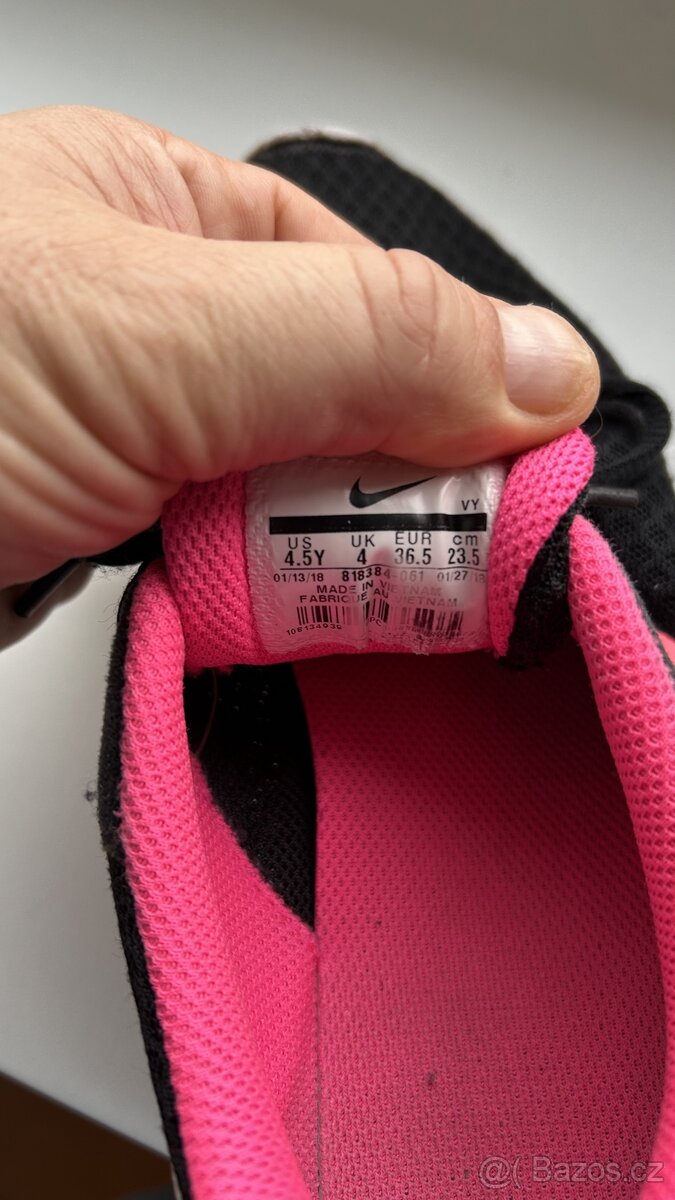 VY
US UK EUR cm
4.5Y 4 36.5 23.5
01/13/18 818384-061 01/27/18
MADE IN VIETNAM
FABRIQUE AU VIETNAM
108134939
@( Bazos.cz